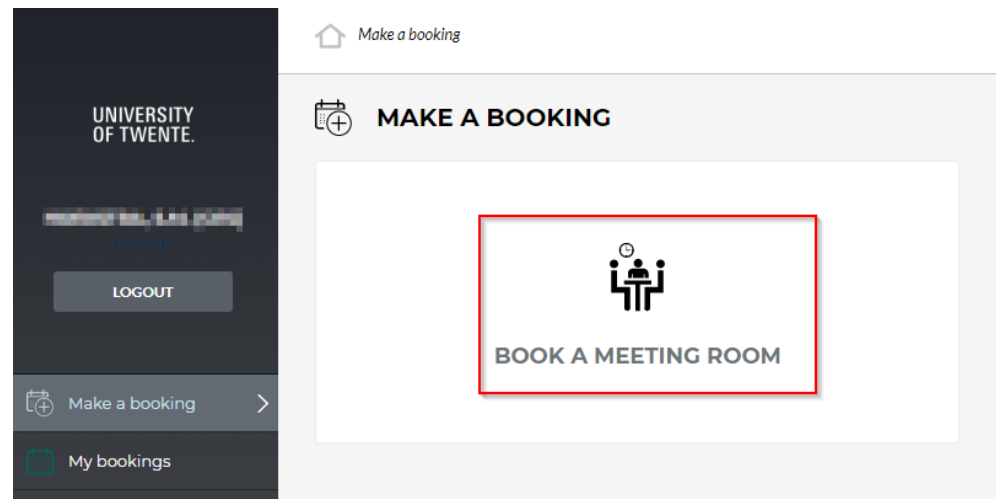 Make a booking
UNIVERSITY
OF TWENTE.
MAKE A BOOKING
LOGOUT
BOOK A MEETING ROOM
Make a booking
My bookings